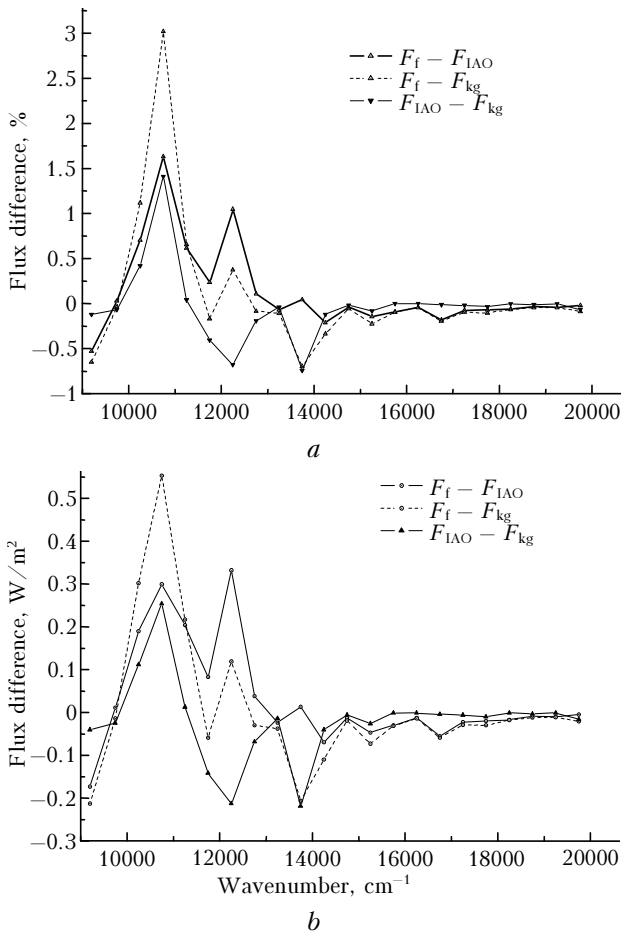 3
2.5
2
1.5
1
0.5
0
−0.5
−1
Flux difference, %
F_f − F_IAO
F_f − F_kg
F_IAO − F_kg
10000 12000 14000 16000 18000 20000
a
0.5
0.4
0.3
0.2
0.1
0
−0.1
−0.2
−0.3
Flux difference, W/m²
F_f − F_IAO
F_f − F_kg
F_IAO − F_kg
10000 12000 14000 16000 18000 20000
Wavenumber, cm⁻¹
b